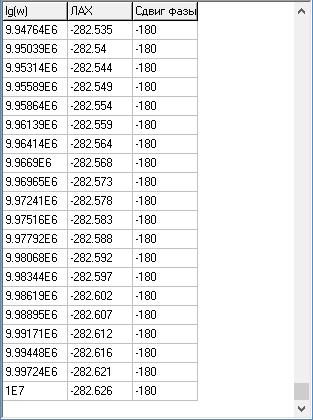 lg(w) ЛАХ Сдвиг фазы
9.94764E6 -282.535 -180
9.95039E6 -282.54 -180
9.95314E6 -282.544 -180
9.95589E6 -282.549 -180
9.95864E6 -282.554 -180
9.96139E6 -282.559 -180
9.96414E6 -282.564 -180
9.9669E6 -282.568 -180
9.96965E6 -282.573 -180
9.97241E6 -282.578 -180
9.97516E6 -282.583 -180
9.97792E6 -282.588 -180
9.98068E6 -282.592 -180
9.98344E6 -282.597 -180
9.98619E6 -282.602 -180
9.98895E6 -282.607 -180
9.99171E6 -282.612 -180
9.99448E6 -282.616 -180
9.99724E6 -282.621 -180
1E7 -282.626 -180